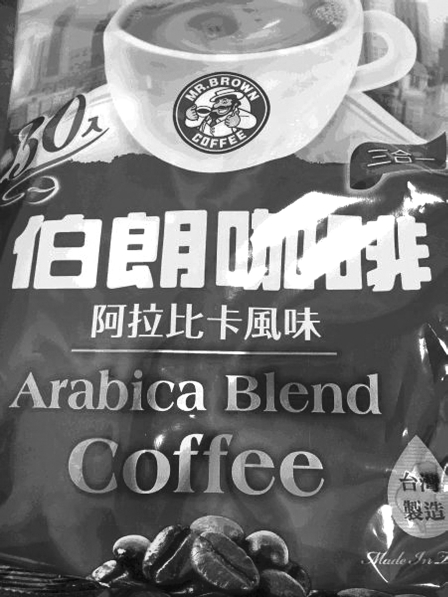 MR. BROWN
COFFEE
30入
三合一
伯朗咖啡
阿拉比卡風味
Arabica Blend
Coffee
台灣
製造
Made In